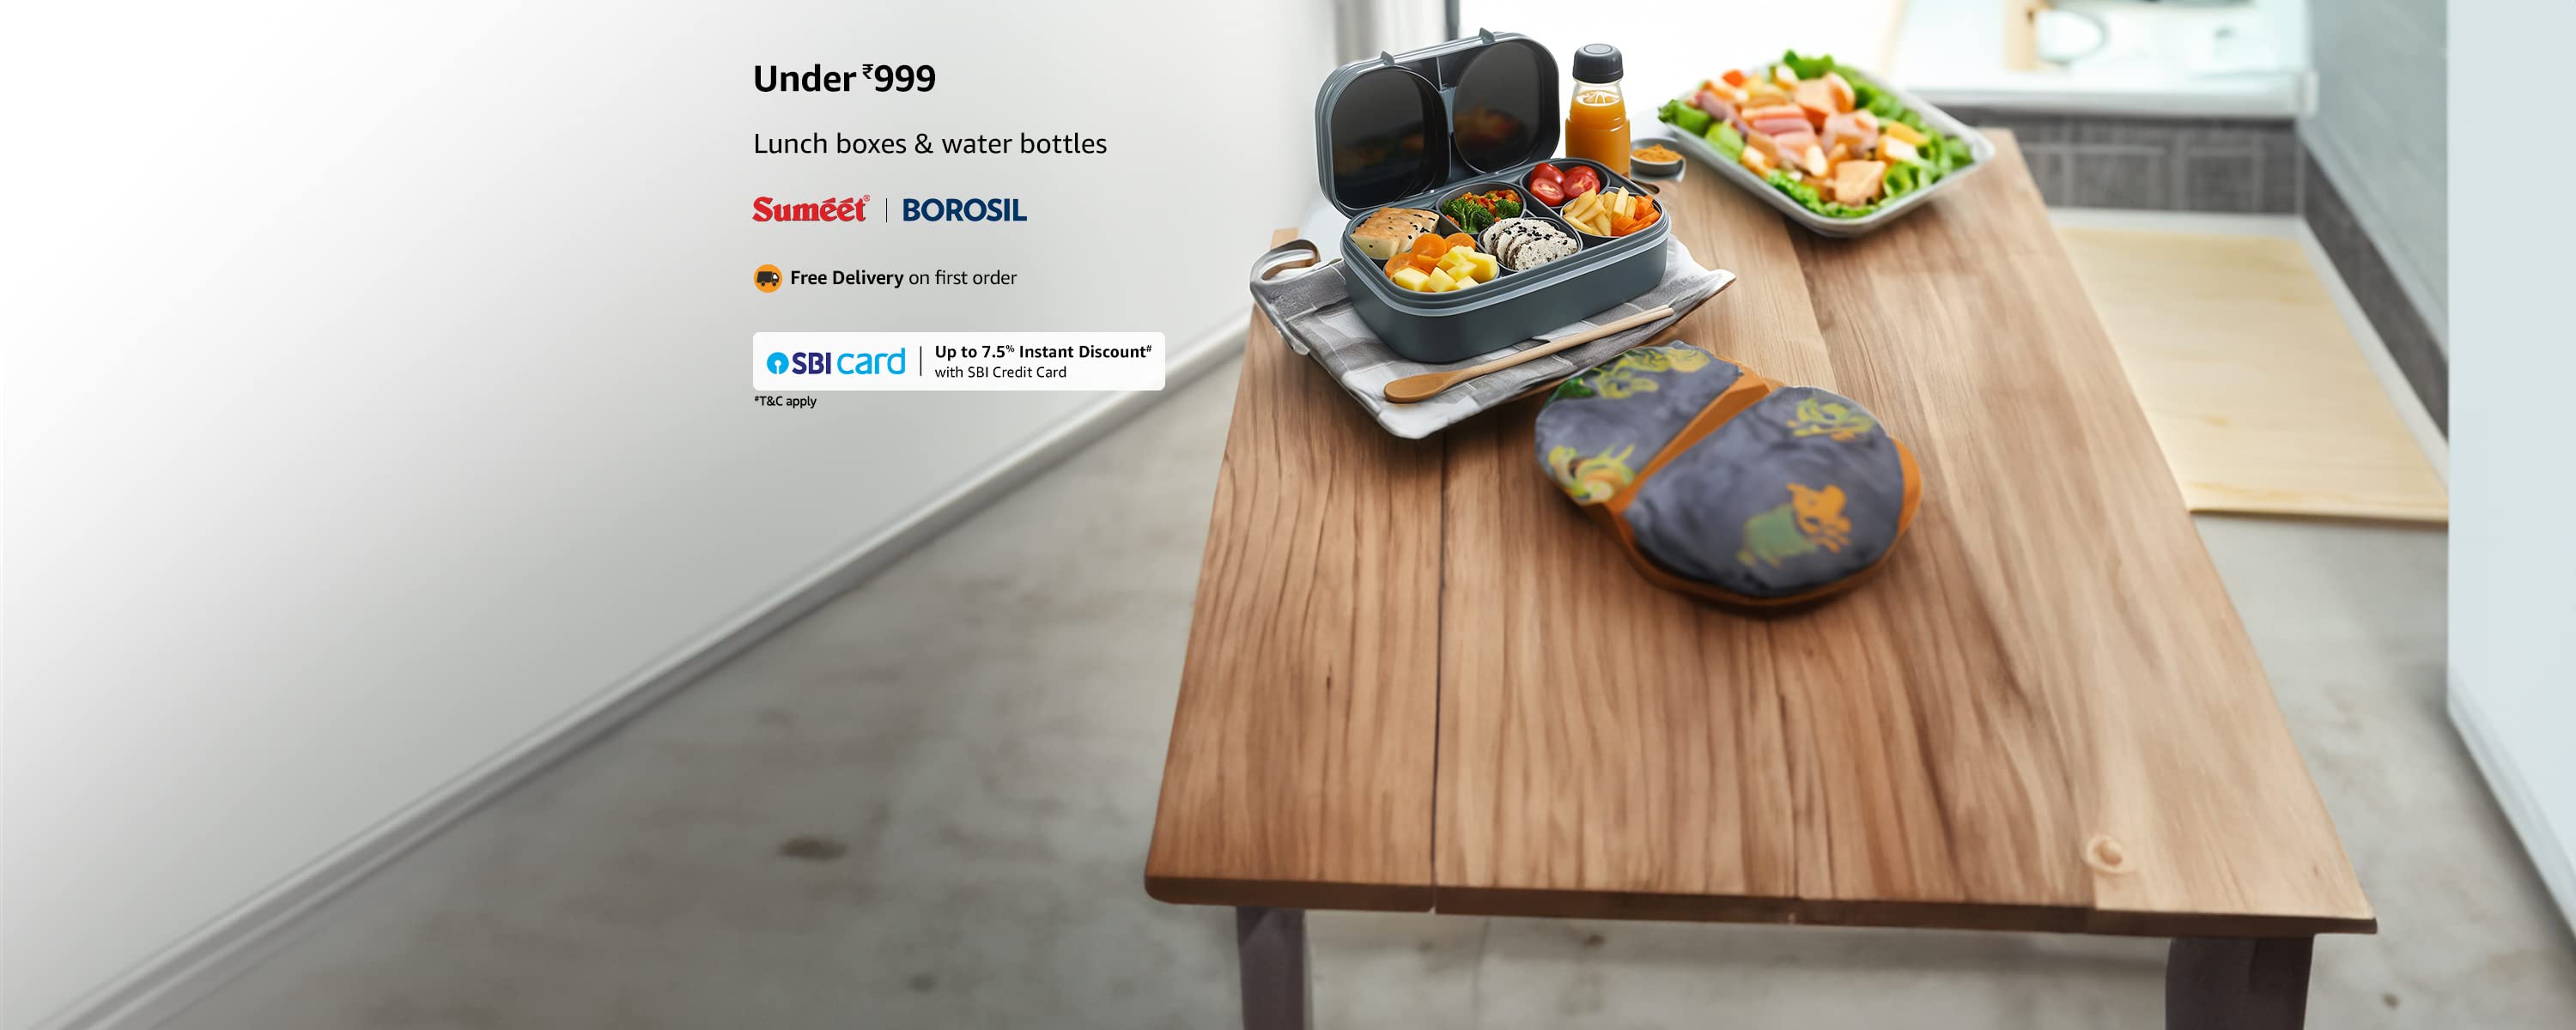 Under ₹999
Lunch boxes & water bottles
Suméét® | BOROSIL
Free Delivery on first order
SBI card | Up to 7.5% Instant Discount#
with SBI Credit Card
#T&C apply